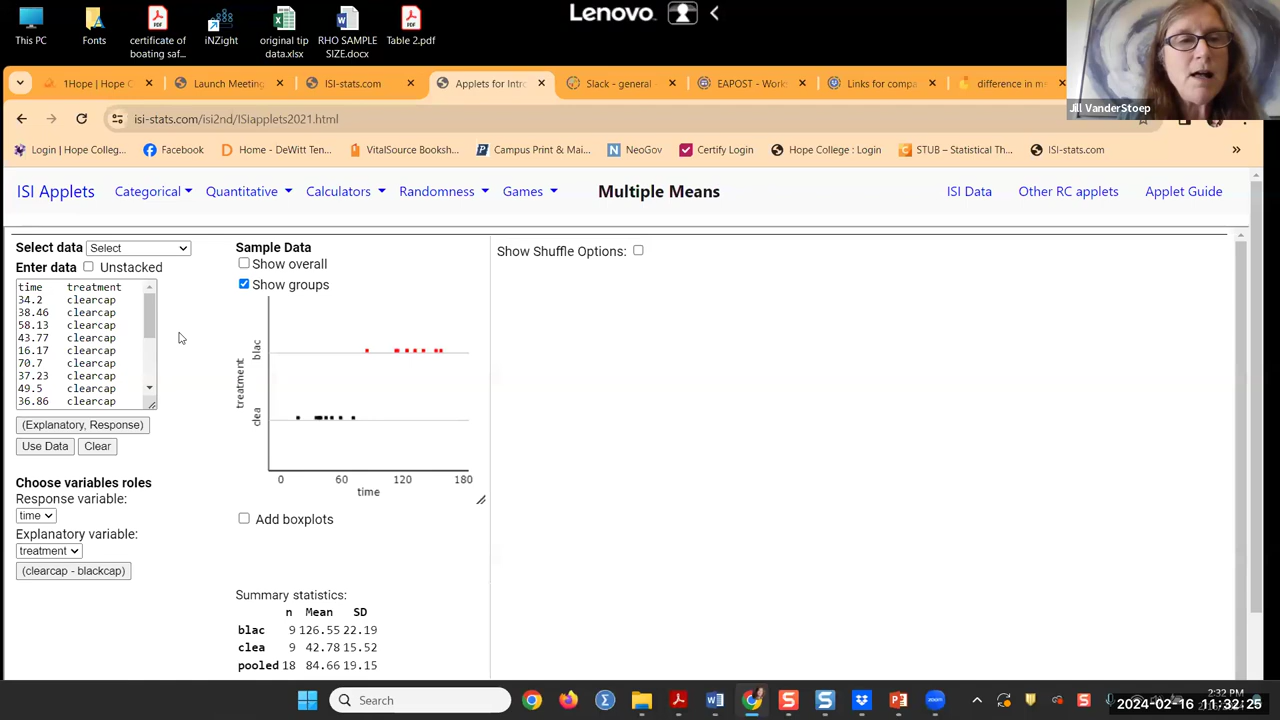 Lenovo
This PC
Fonts
certificate of
boating saf...
iNZight
original tip
data.xlsx
RHO SAMPLE
SIZE.docx
Table 2.pdf
Jill VanderStoep
1Hope | Hope C
Launch Meeting
ISI-stats.com
Applets for Intro
Slack - general
EAPOST - Work
Links for compa
difference in m
isi-stats.com/isi2nd/ISIapplets2021.html
Login | Hope Colleg...
Facebook
Home - DeWitt Ten...
VitalSource Booksh...
Campus Print & Mai...
NeoGov
Certify Login
Hope College : Login
STUB – Statistical Th...
ISI-stats.com
ISI Applets
Categorical
Quantitative
Calculators
Randomness
Games
Multiple Means
ISI Data
Other RC applets
Applet Guide
Select data Select
Enter data Unstacked
time treatment
34.2 clearcap
38.46 clearcap
58.13 clearcap
43.77 clearcap
16.17 clearcap
70.7 clearcap
37.23 clearcap
49.5 clearcap
36.86 clearcap
(Explanatory, Response)
Use Data Clear
Choose variables roles
Response variable:
time
Explanatory variable:
treatment
(clearcap - blackcap)
Sample Data
Show overall
Show groups
treatment
blac
clea
0 60 120 180
time
Add boxplots
Summary statistics:
n Mean SD
blac 9 126.55 22.19
clea 9 42.78 15.52
pooled 18 84.66 19.15
Show Shuffle Options:
Search
2:32 PM
2024-02-16 11:32:25